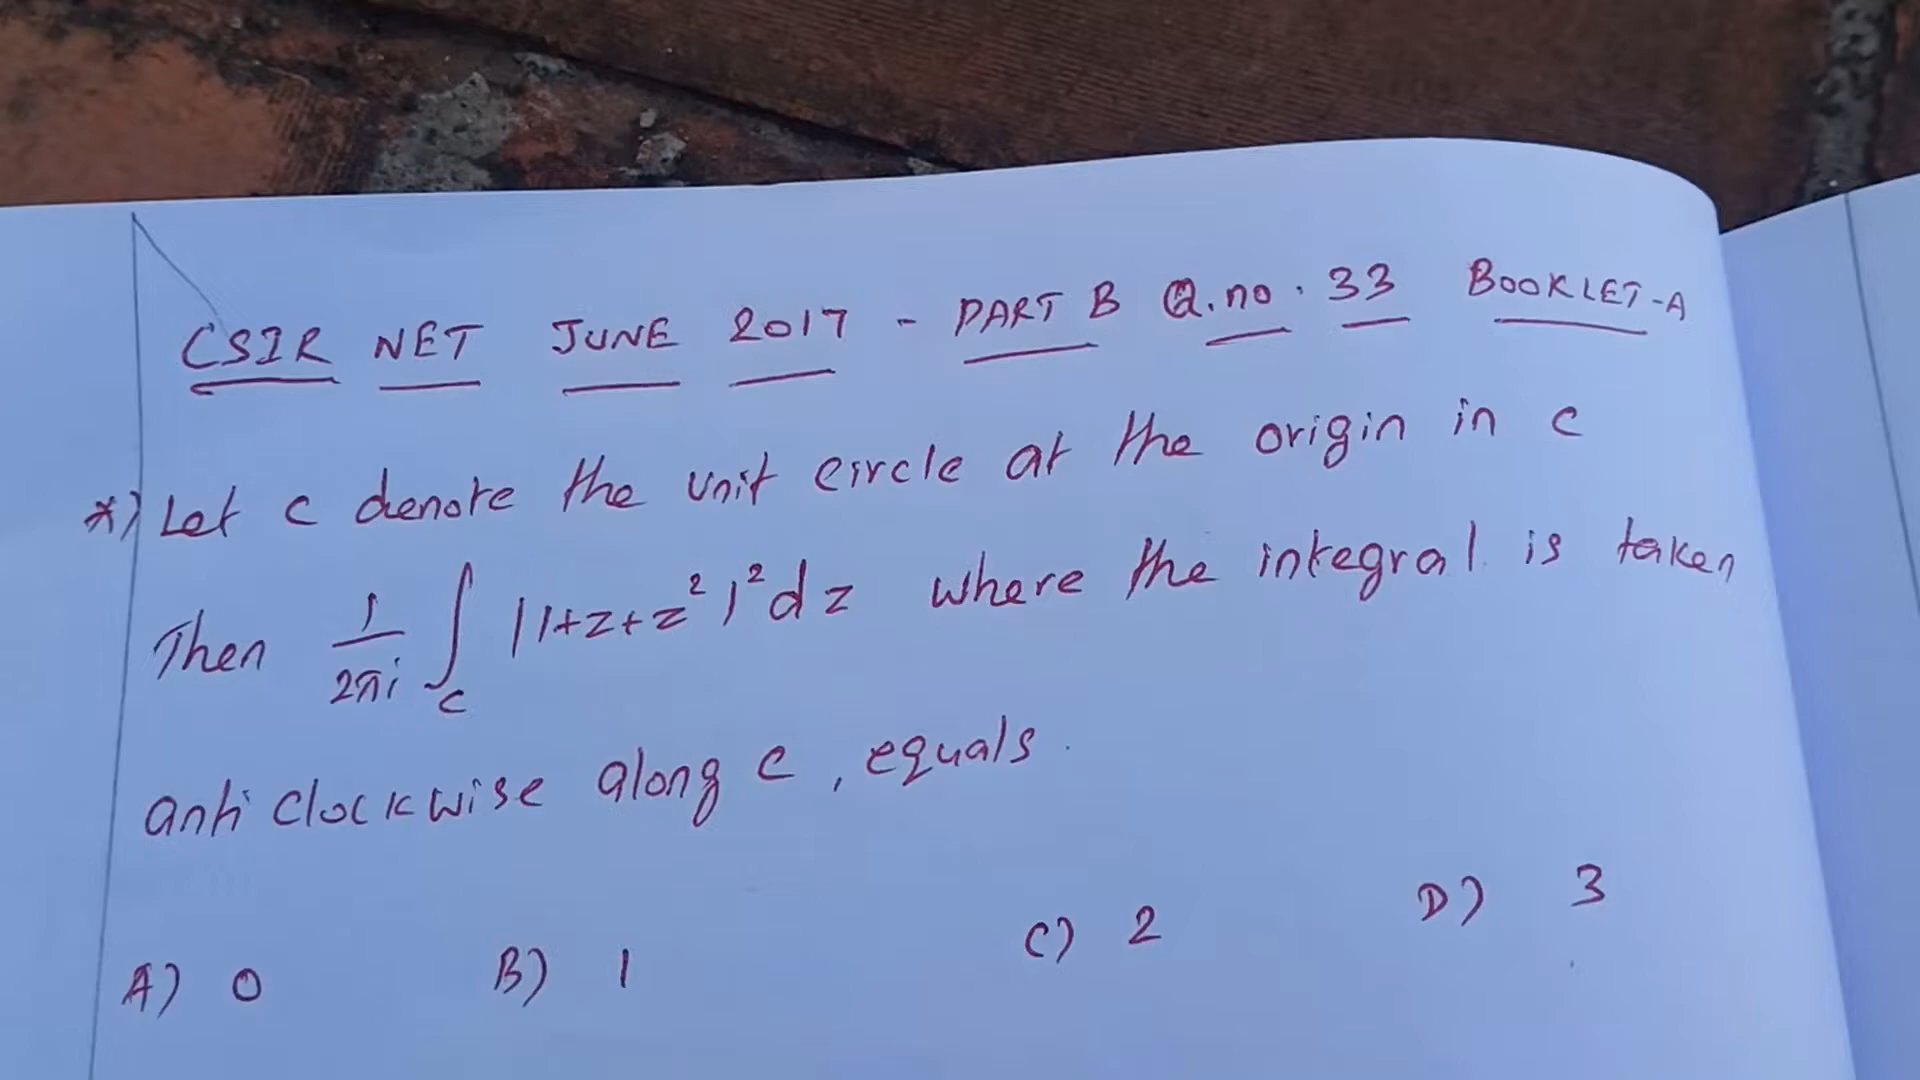 CSIR NET JUNE 2017 - PART B Q.no. 33 BOOKLET-A
*) Let c denote the unit circle at the origin in c
Then 1/2πi ∫_c |1+z+z²|² dz where the integral is taken
anti clockwise along c, equals.
A) 0 B) 1 C) 2 D) 3